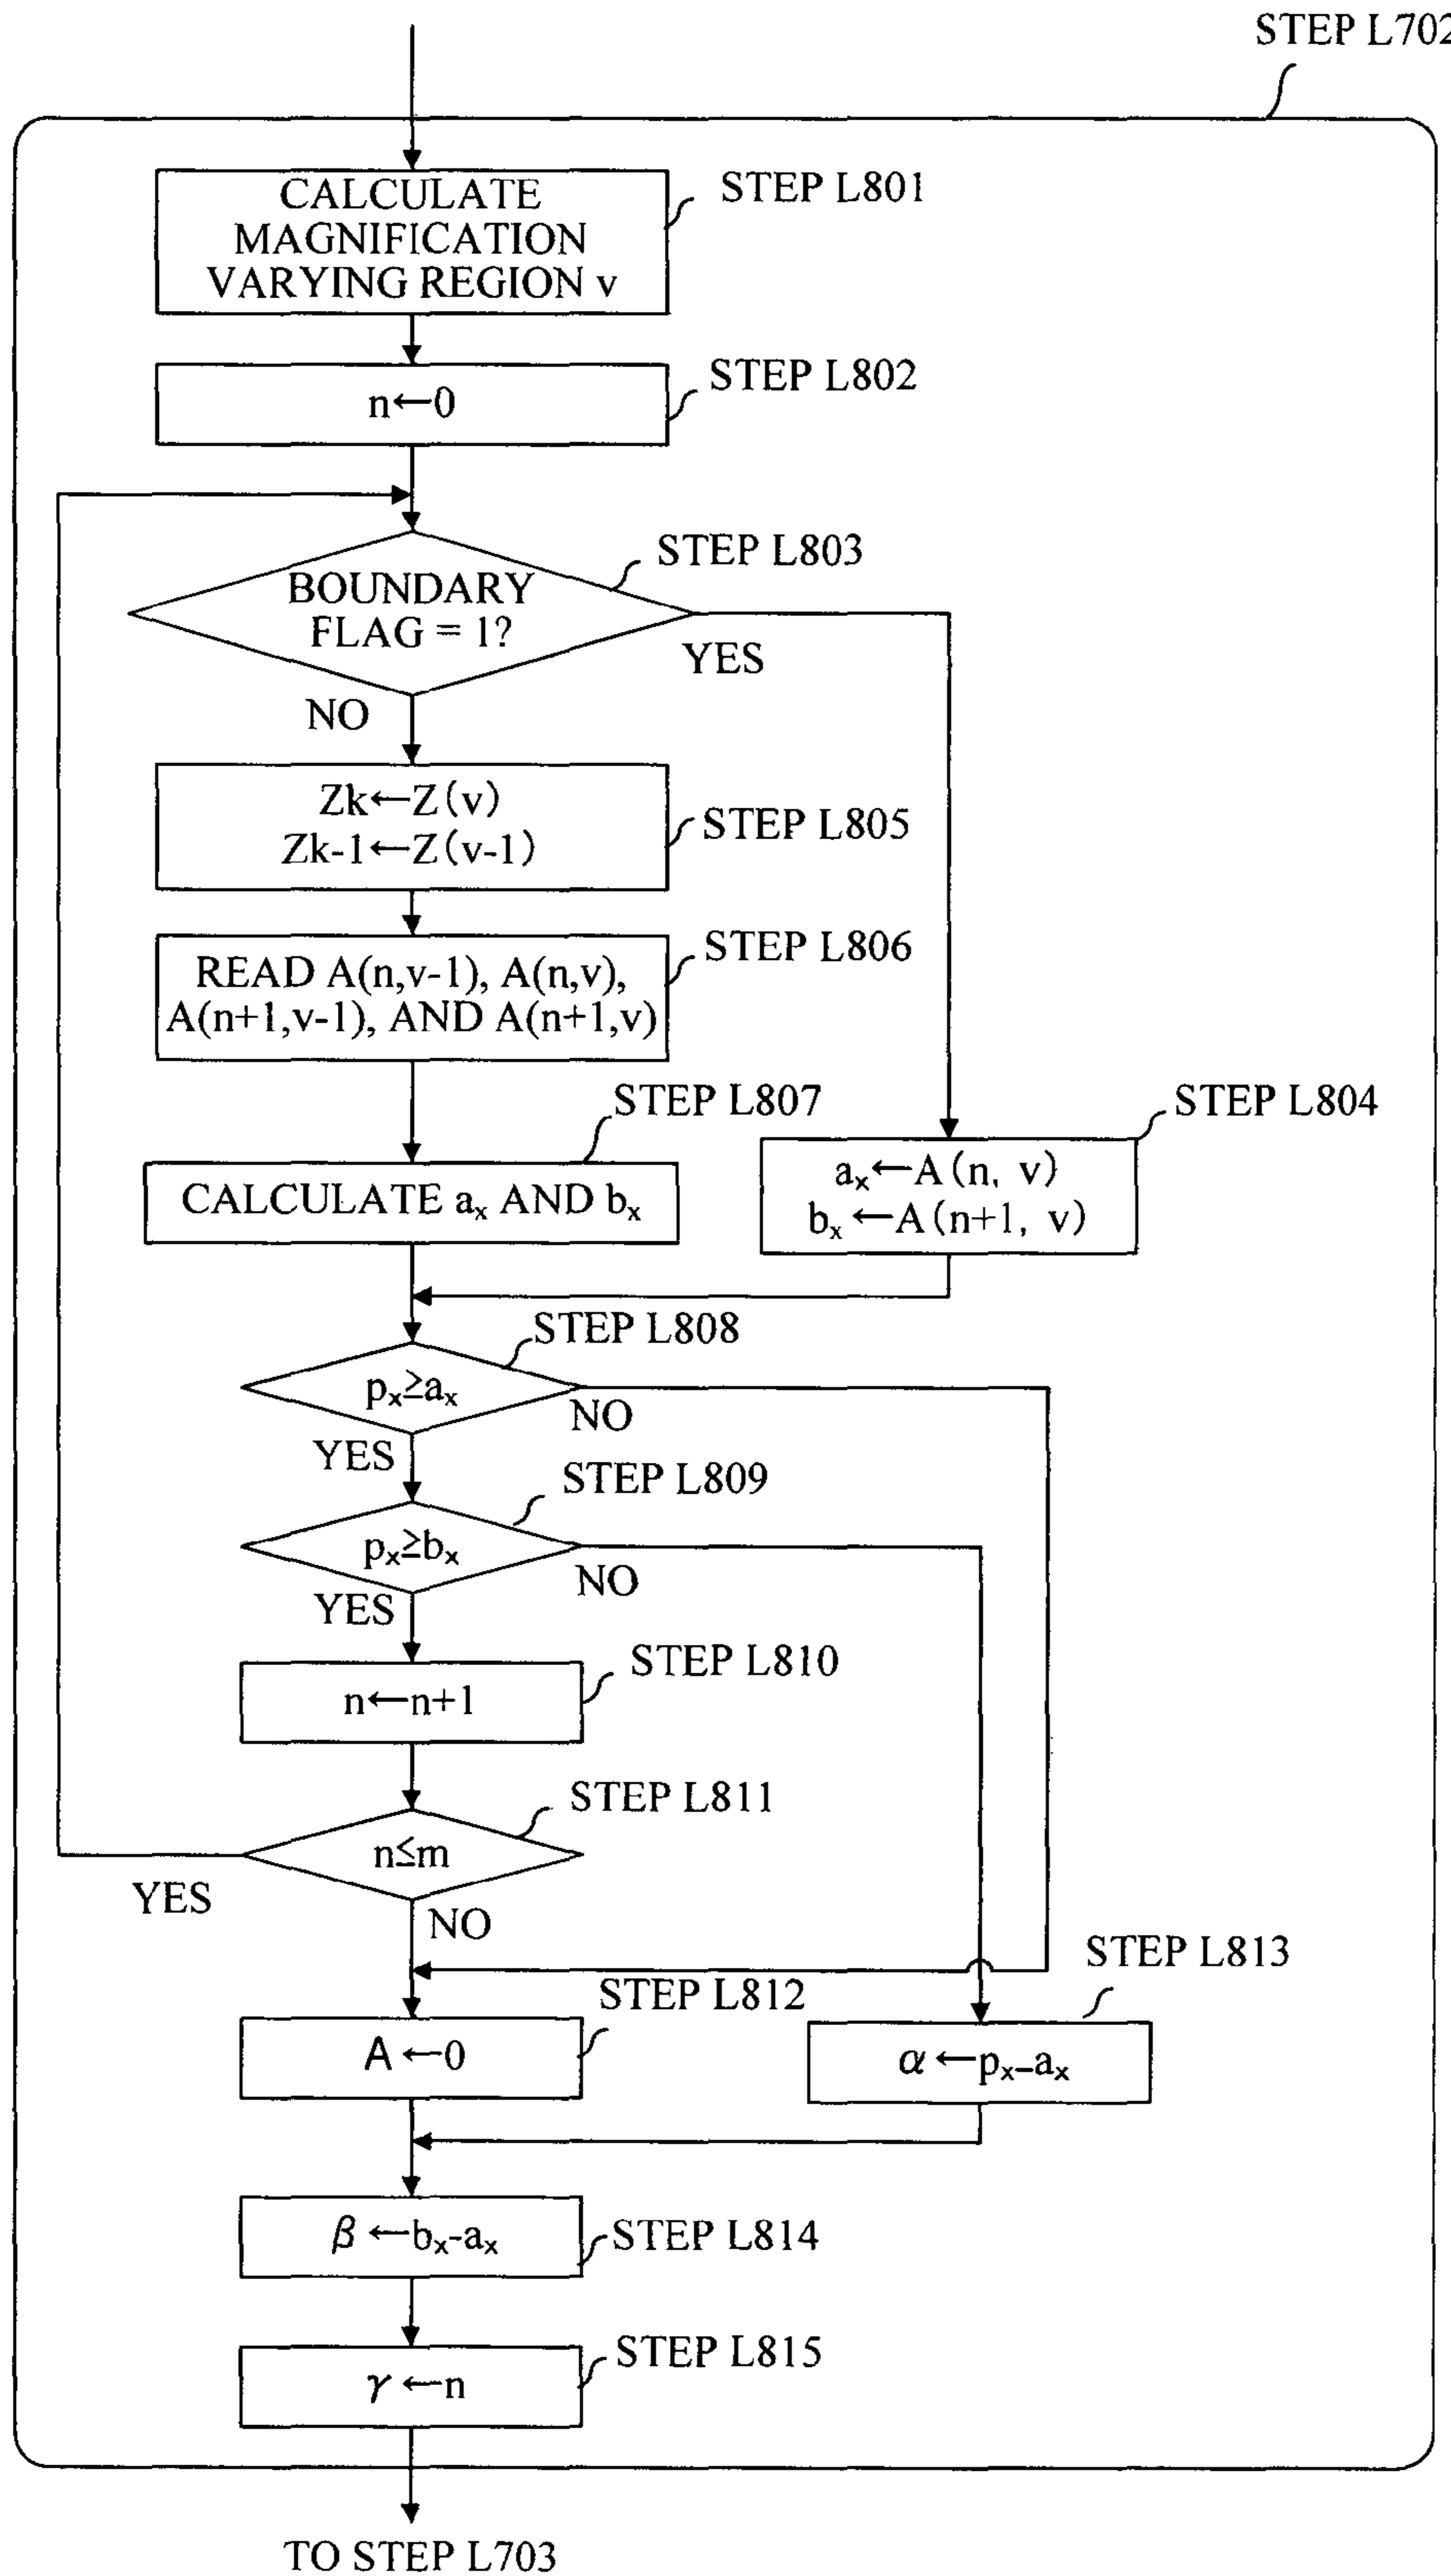 STEP L702
CALCULATE
MAGNIFICATION
VARYING REGION v
STEP L801
n←0
STEP L802
BOUNDARY
FLAG = 1?
STEP L803
YES
NO
Zk←Z(v)
Zk-1←Z(v-1)
STEP L805
READ A(n,v-1), A(n,v),
A(n+1,v-1), AND A(n+1,v)
STEP L806
STEP L807
CALCULATE aₓ AND bₓ
STEP L804
aₓ←A(n, v)
bₓ←A(n+1, v)
STEP L808
pₓ≥aₓ
NO
YES
STEP L809
pₓ≥bₓ
NO
YES
STEP L810
n←n+1
STEP L811
n≤m
YES
NO
STEP L812
A←0
STEP L813
α←pₓ-aₓ
β←bₓ-aₓ
STEP L814
γ←n
STEP L815
TO STEP L703